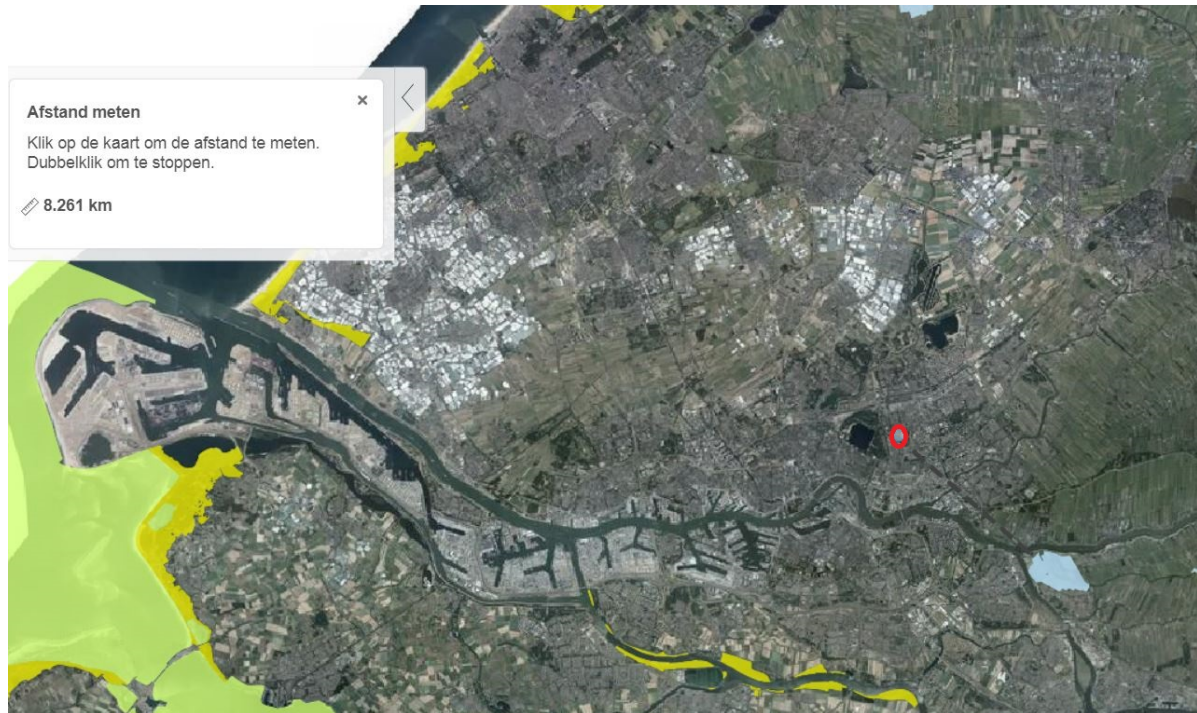 Afstand meten
Klik op de kaart om de afstand te meten.
Dubbelklik om te stoppen.
8.261 km